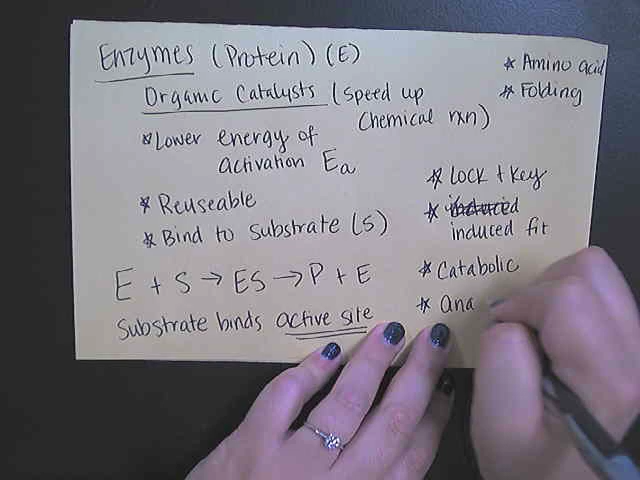 Enzymes (Protein) (E)
Organic Catalysts (speed up
Chemical rxn)
* Lower energy of
activation Ea
* Reuseable
* Bind to substrate (S)
E + S → ES → P + E
Substrate binds active site
* Amino acid
* Folding
* Lock + Key
* induced
induced fit
* Catabolic
* ana